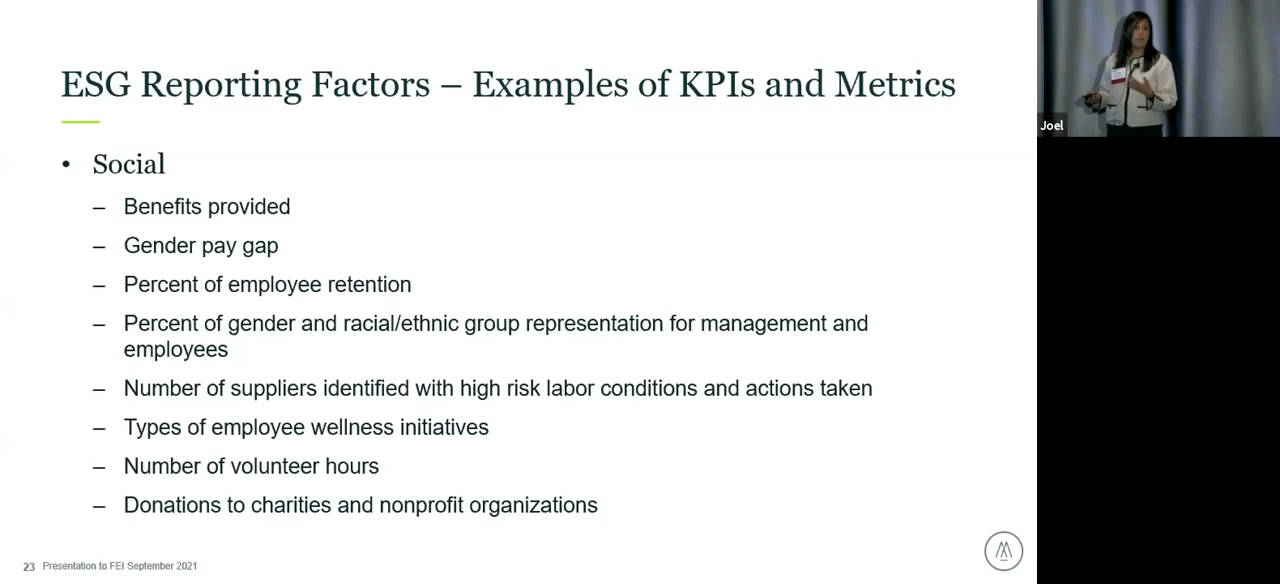 ESG Reporting Factors – Examples of KPIs and Metrics
• Social
– Benefits provided
– Gender pay gap
– Percent of employee retention
– Percent of gender and racial/ethnic group representation for management and
employees
– Number of suppliers identified with high risk labor conditions and actions taken
– Types of employee wellness initiatives
– Number of volunteer hours
– Donations to charities and nonprofit organizations
23 Presentation to FEI September 2021
Joel